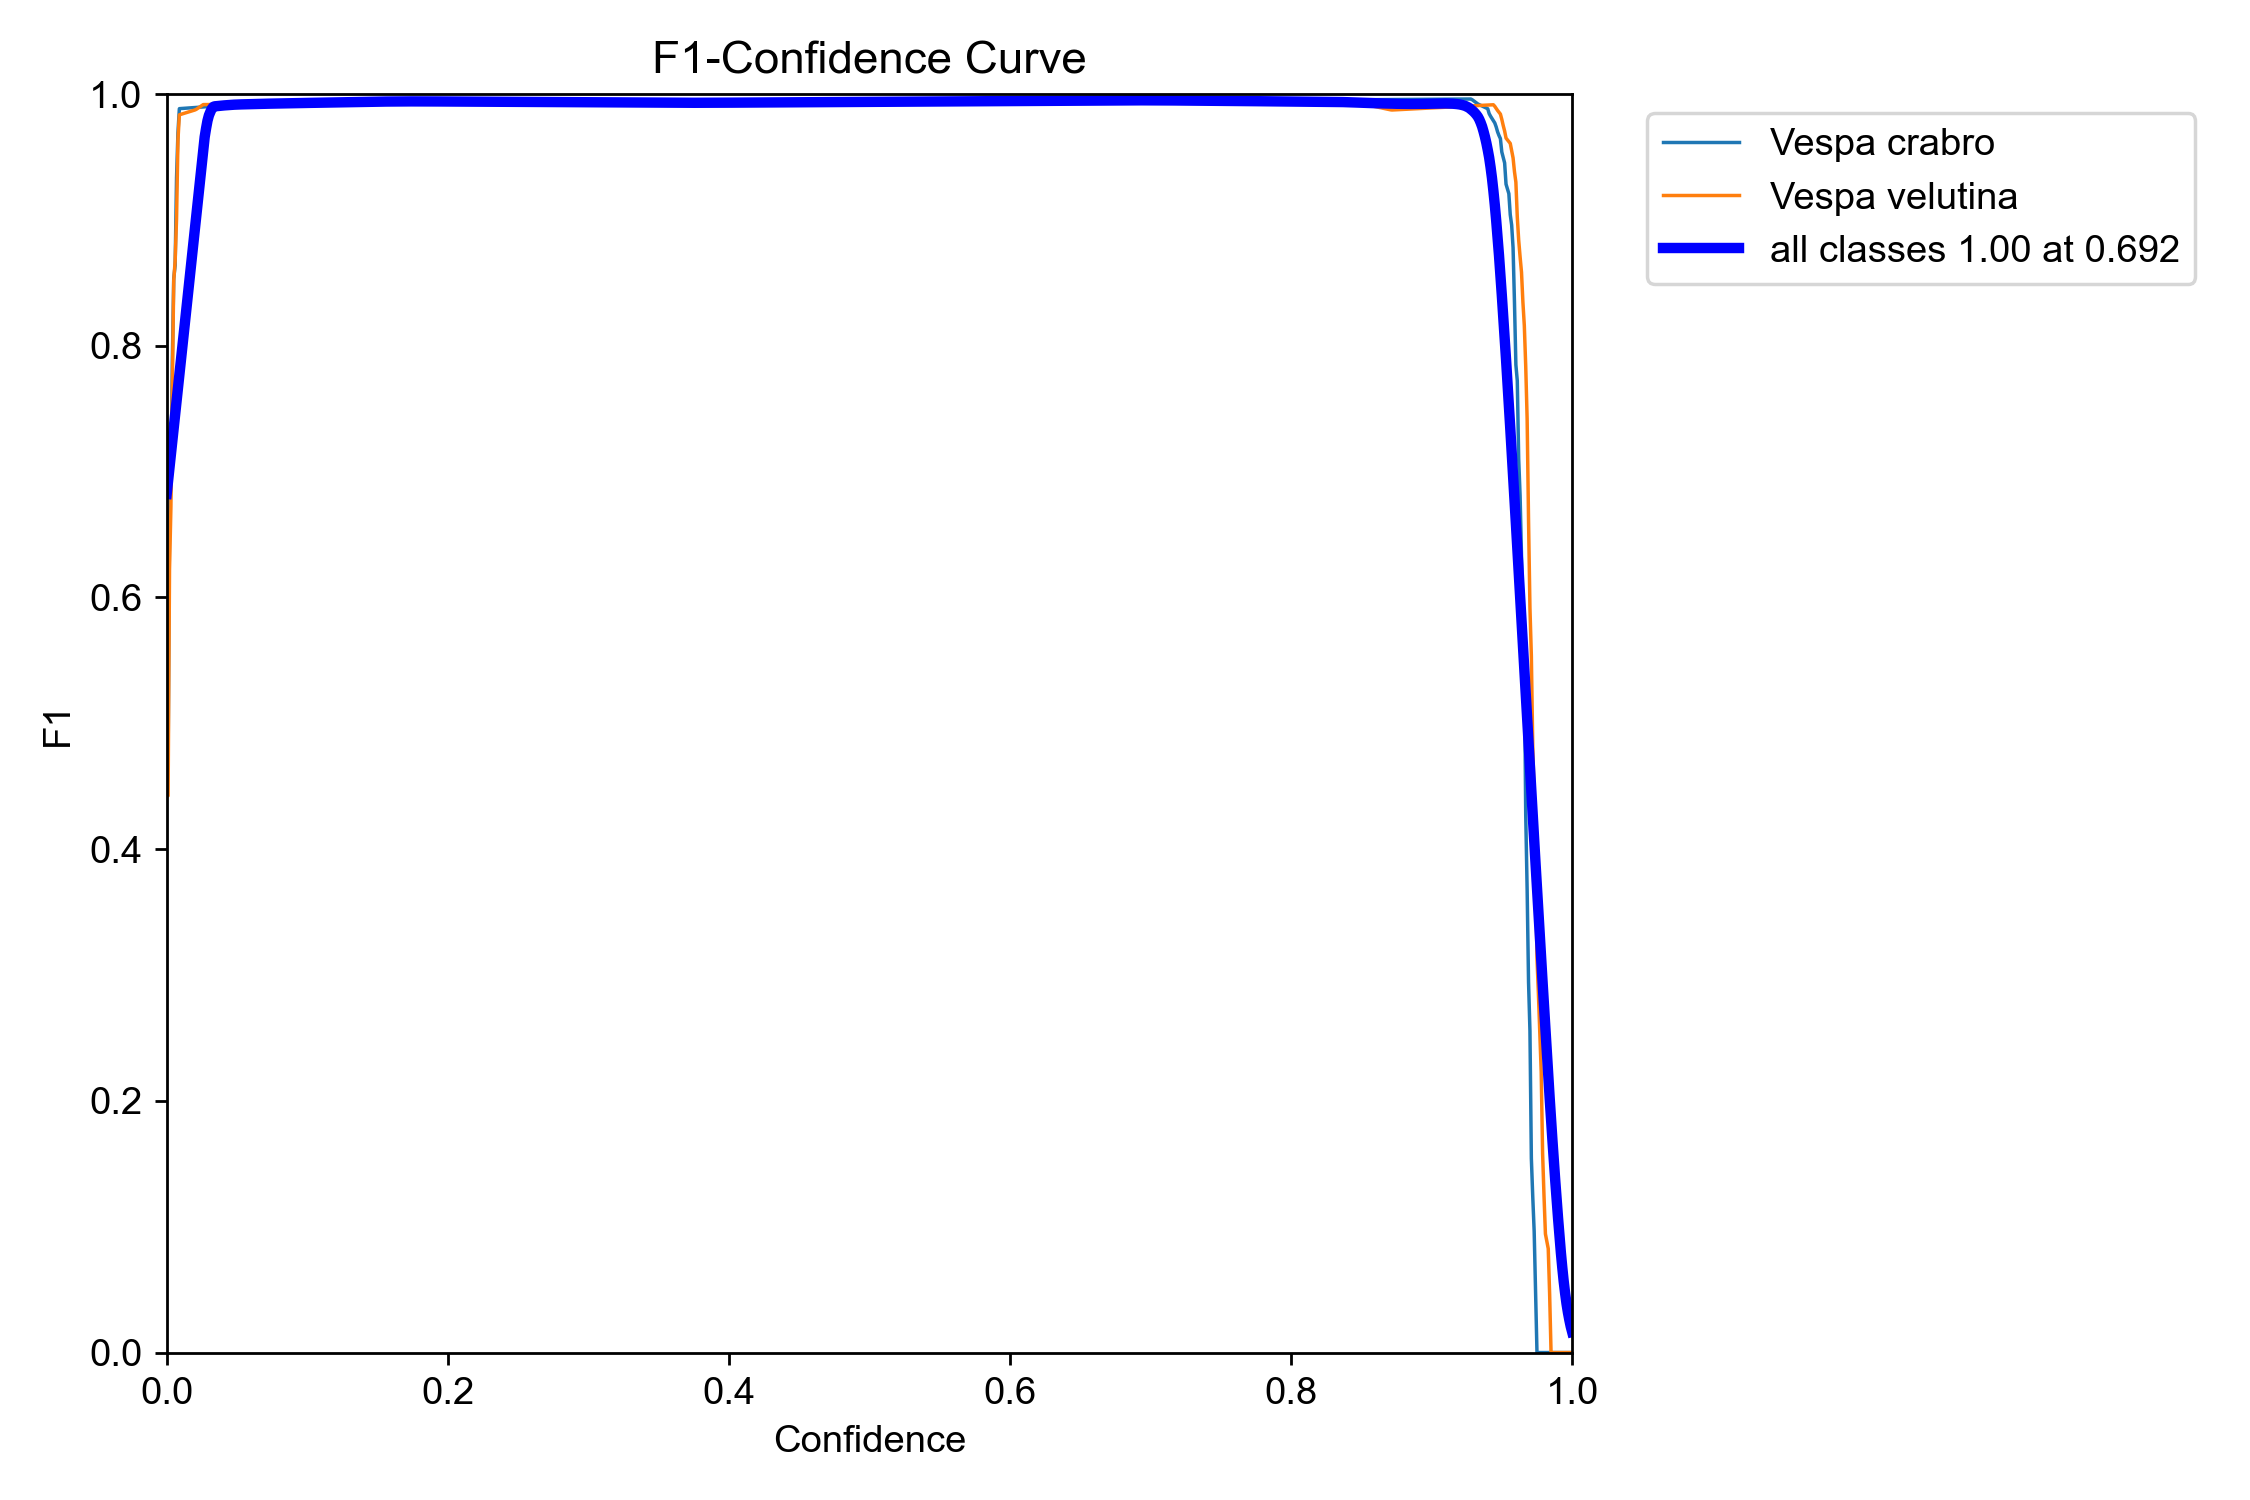 F1-Confidence Curve
1.0
0.8
0.6
0.4
0.2
0.0
F1
0.0 0.2 0.4 0.6 0.8 1.0
Confidence
Vespa crabro
Vespa velutina
all classes 1.00 at 0.692